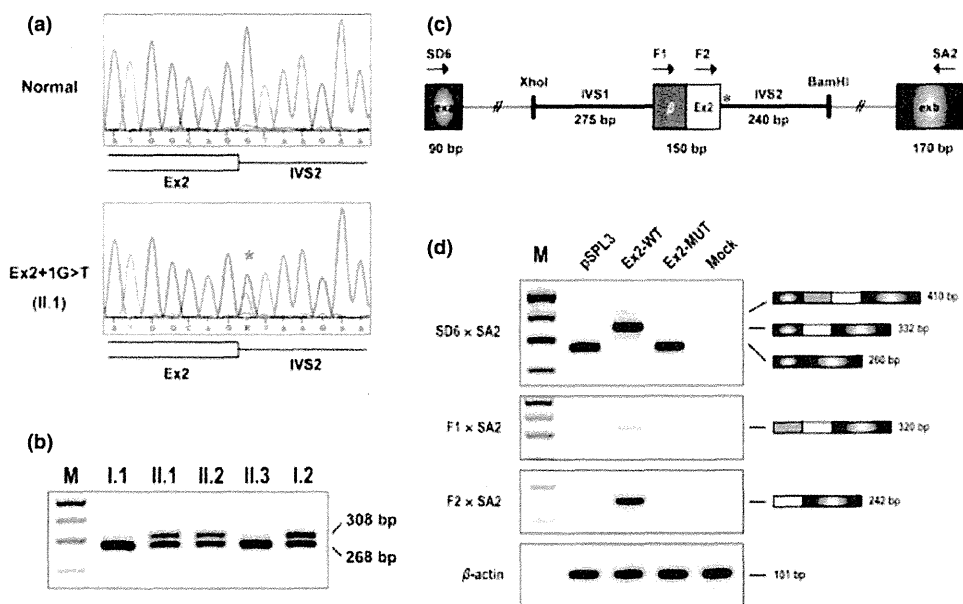 (a)
Normal
Ex2 IVS2
Ex2+1G>T
(II.1)
*
Ex2 IVS2
(b)
M I.1 II.1 II.2 II.3 I.2
308 bp
268 bp
(c)
SD6 F1 F2 SA2
XhoI BamHI
IVS1 Ex2 * IVS2 exb
275 bp 240 bp
90 bp 150 bp 170 bp
(d)
M pSPL3 Ex2-WT Ex2-MUT Mock
SD6 × SA2
410 bp
332 bp
260 bp
F1 × SA2 320 bp
F2 × SA2 242 bp
β-actin 101 bp